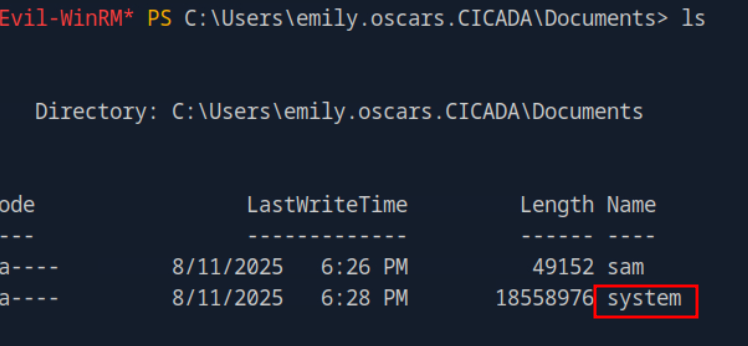 Evil-WinRM* PS C:\Users\emily.oscars.CICADA\Documents> ls
Directory: C:\Users\emily.oscars.CICADA\Documents
ode LastWriteTime Length Name
--- ------------- ------ ----
a---- 8/11/2025 6:26 PM 49152 sam
a---- 8/11/2025 6:28 PM 18558976 system